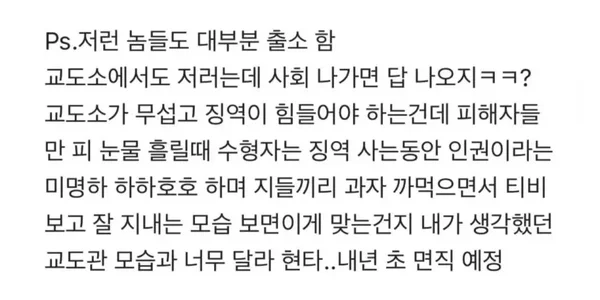 Ps.저런 놈들도 대부분 출소 함
교도소에서도 저러는데 사회 나가면 답 나오지ㅋㅋ?
교도소가 무섭고 징역이 힘들어야 하는건데 피해자들
만 피 눈물 흘릴때 수형자는 징역 사는동안 인권이라는
미명하 하하호호 하며 지들끼리 과자 까먹으면서 티비
보고 잘 지내는 모습 보면이게 맞는건지 내가 생각했던
교도관 모습과 너무 달라 현타..내년 초 면직 예정